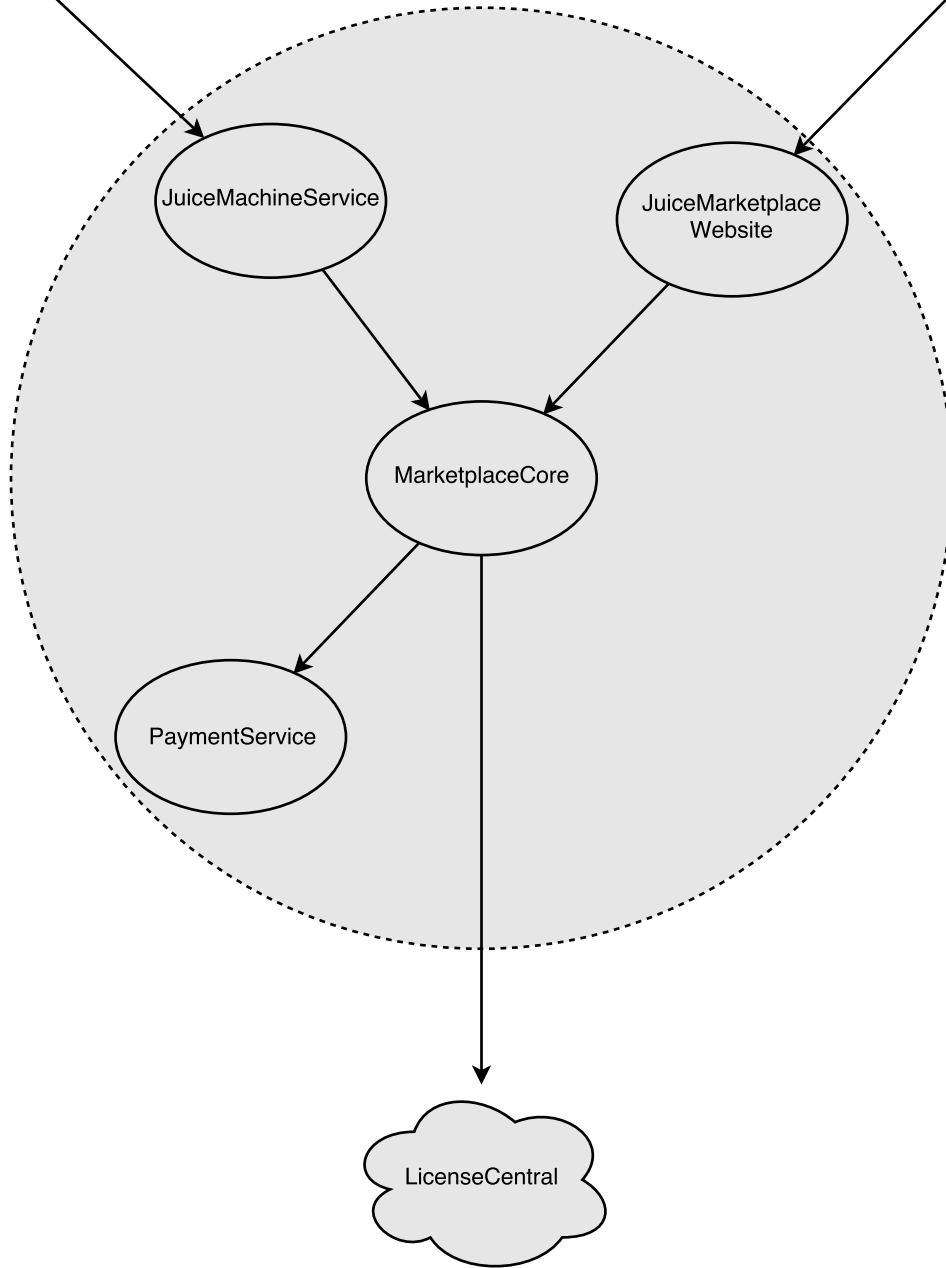 JuiceMachineService
JuiceMarketplace
Website
MarketplaceCore
PaymentService
LicenseCentral